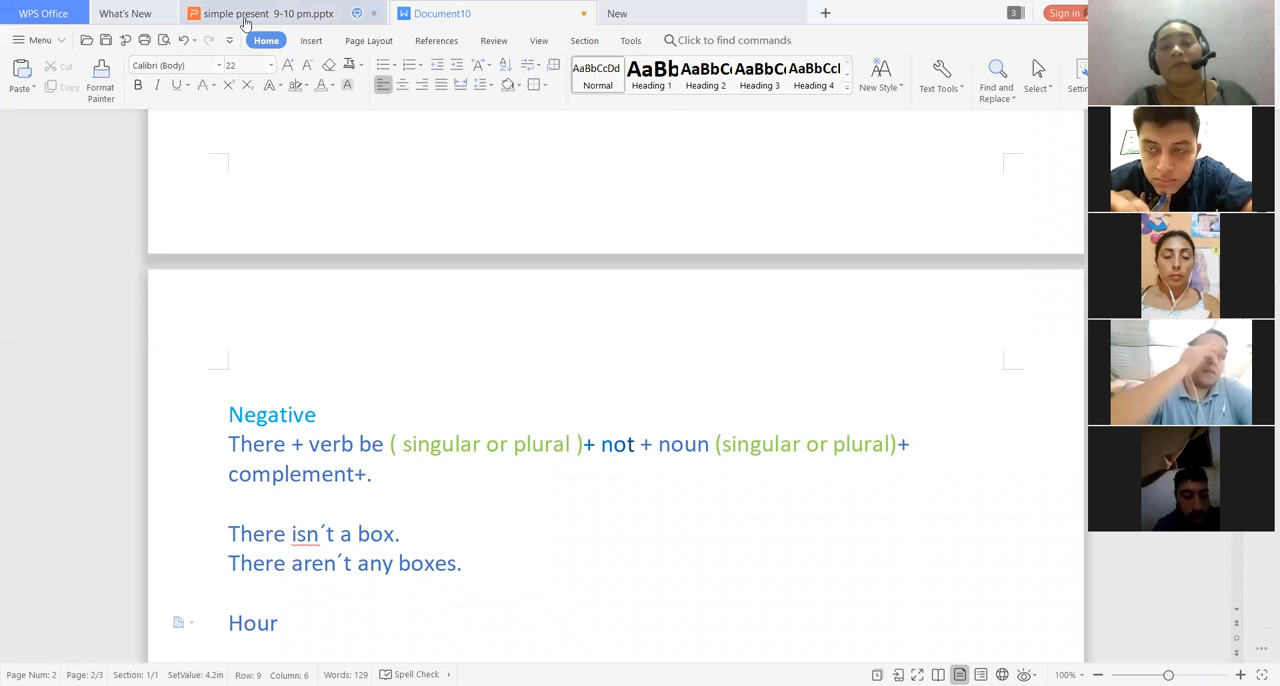 WPS Office What's New simple present 9-10 pm.pptx Document10 New 3 Sign in
Menu Home Insert Page Layout References Review View Section Tools Click to find commands
Paste Cut Copy Format Painter Calibri (Body) 22 AaBbCcDd Normal AaBb Heading 1 AaBbC Heading 2 AaBbC Heading 3 AaBbCcl Heading 4 New Style Text Tools Find and Replace Select
Negative
There + verb be ( singular or plural )+ not + noun (singular or plural)+
complement+.
There isn´t a box.
There aren´t any boxes.
Hour
Page Num: 2 Page: 2/3 Section: 1/1 SetValue: 4.2in Row: 9 Column: 6 Words: 129 Spell Check 100%